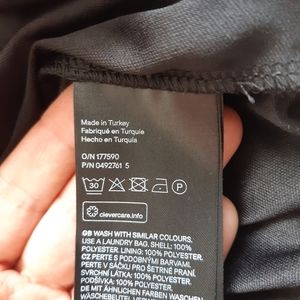 Made in Turkey
Fabriqué en Turquie
Hecho en Turquía
O/N 177590
P/N 0492761 5
30
P
clevercare.info
GB WASH WITH SIMILAR COLOURS.
USE A LAUNDRY BAG. SHELL: 100%
POLYESTER. LINING: 100% POLYESTER.
CZ PERTE S PODOBNÝMI BARVAMI.
PERTE V SÁČKU PRO ŠETRNÉ PRANÍ.
SVRCHNÍ LÁTKA: 100% POLYESTER.
PODŠÍVKA: 100% POLYESTER. DE
MIT ÄHNLICHEN FARBEN WASCHEN.